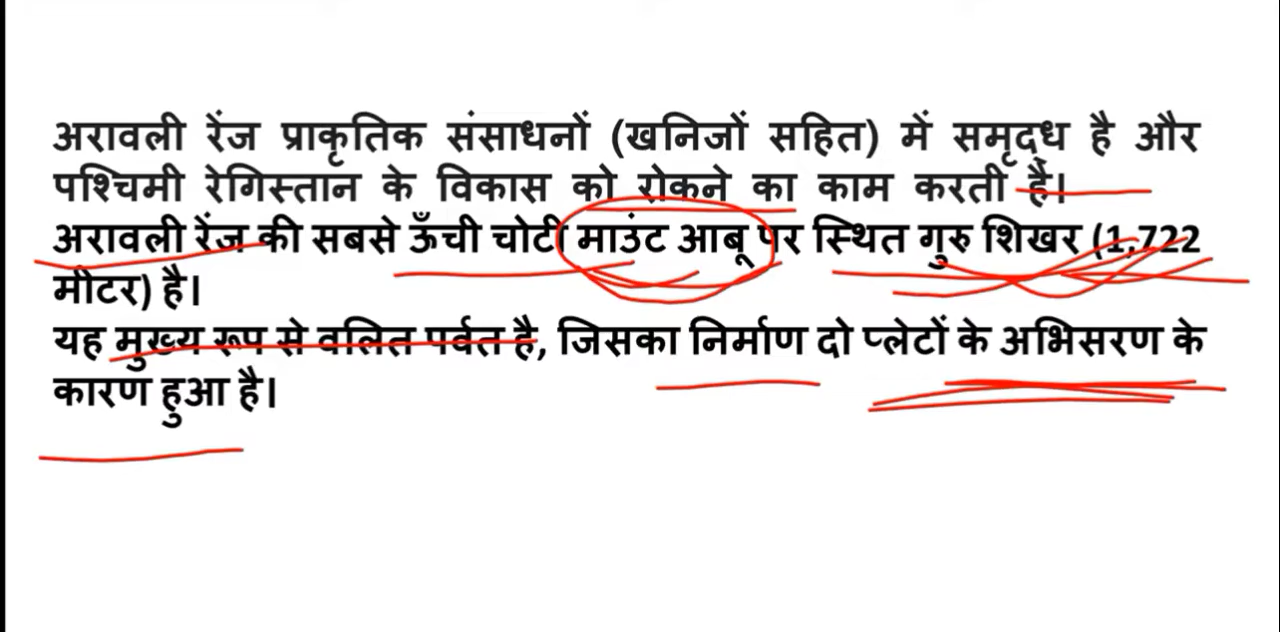 अरावली रेंज प्राकृतिक संसाधनों (खनिजों सहित) में समृद्ध है और
पश्चिमी रेगिस्तान के विकास को रोकने का काम करती है।
अरावली रेंज की सबसे ऊँची चोटी माउंट आबू पर स्थित गुरु शिखर (1,722
मीटर) है।
यह मुख्य रूप से वलित पर्वत है, जिसका निर्माण दो प्लेटों के अभिसरण के
कारण हुआ है।